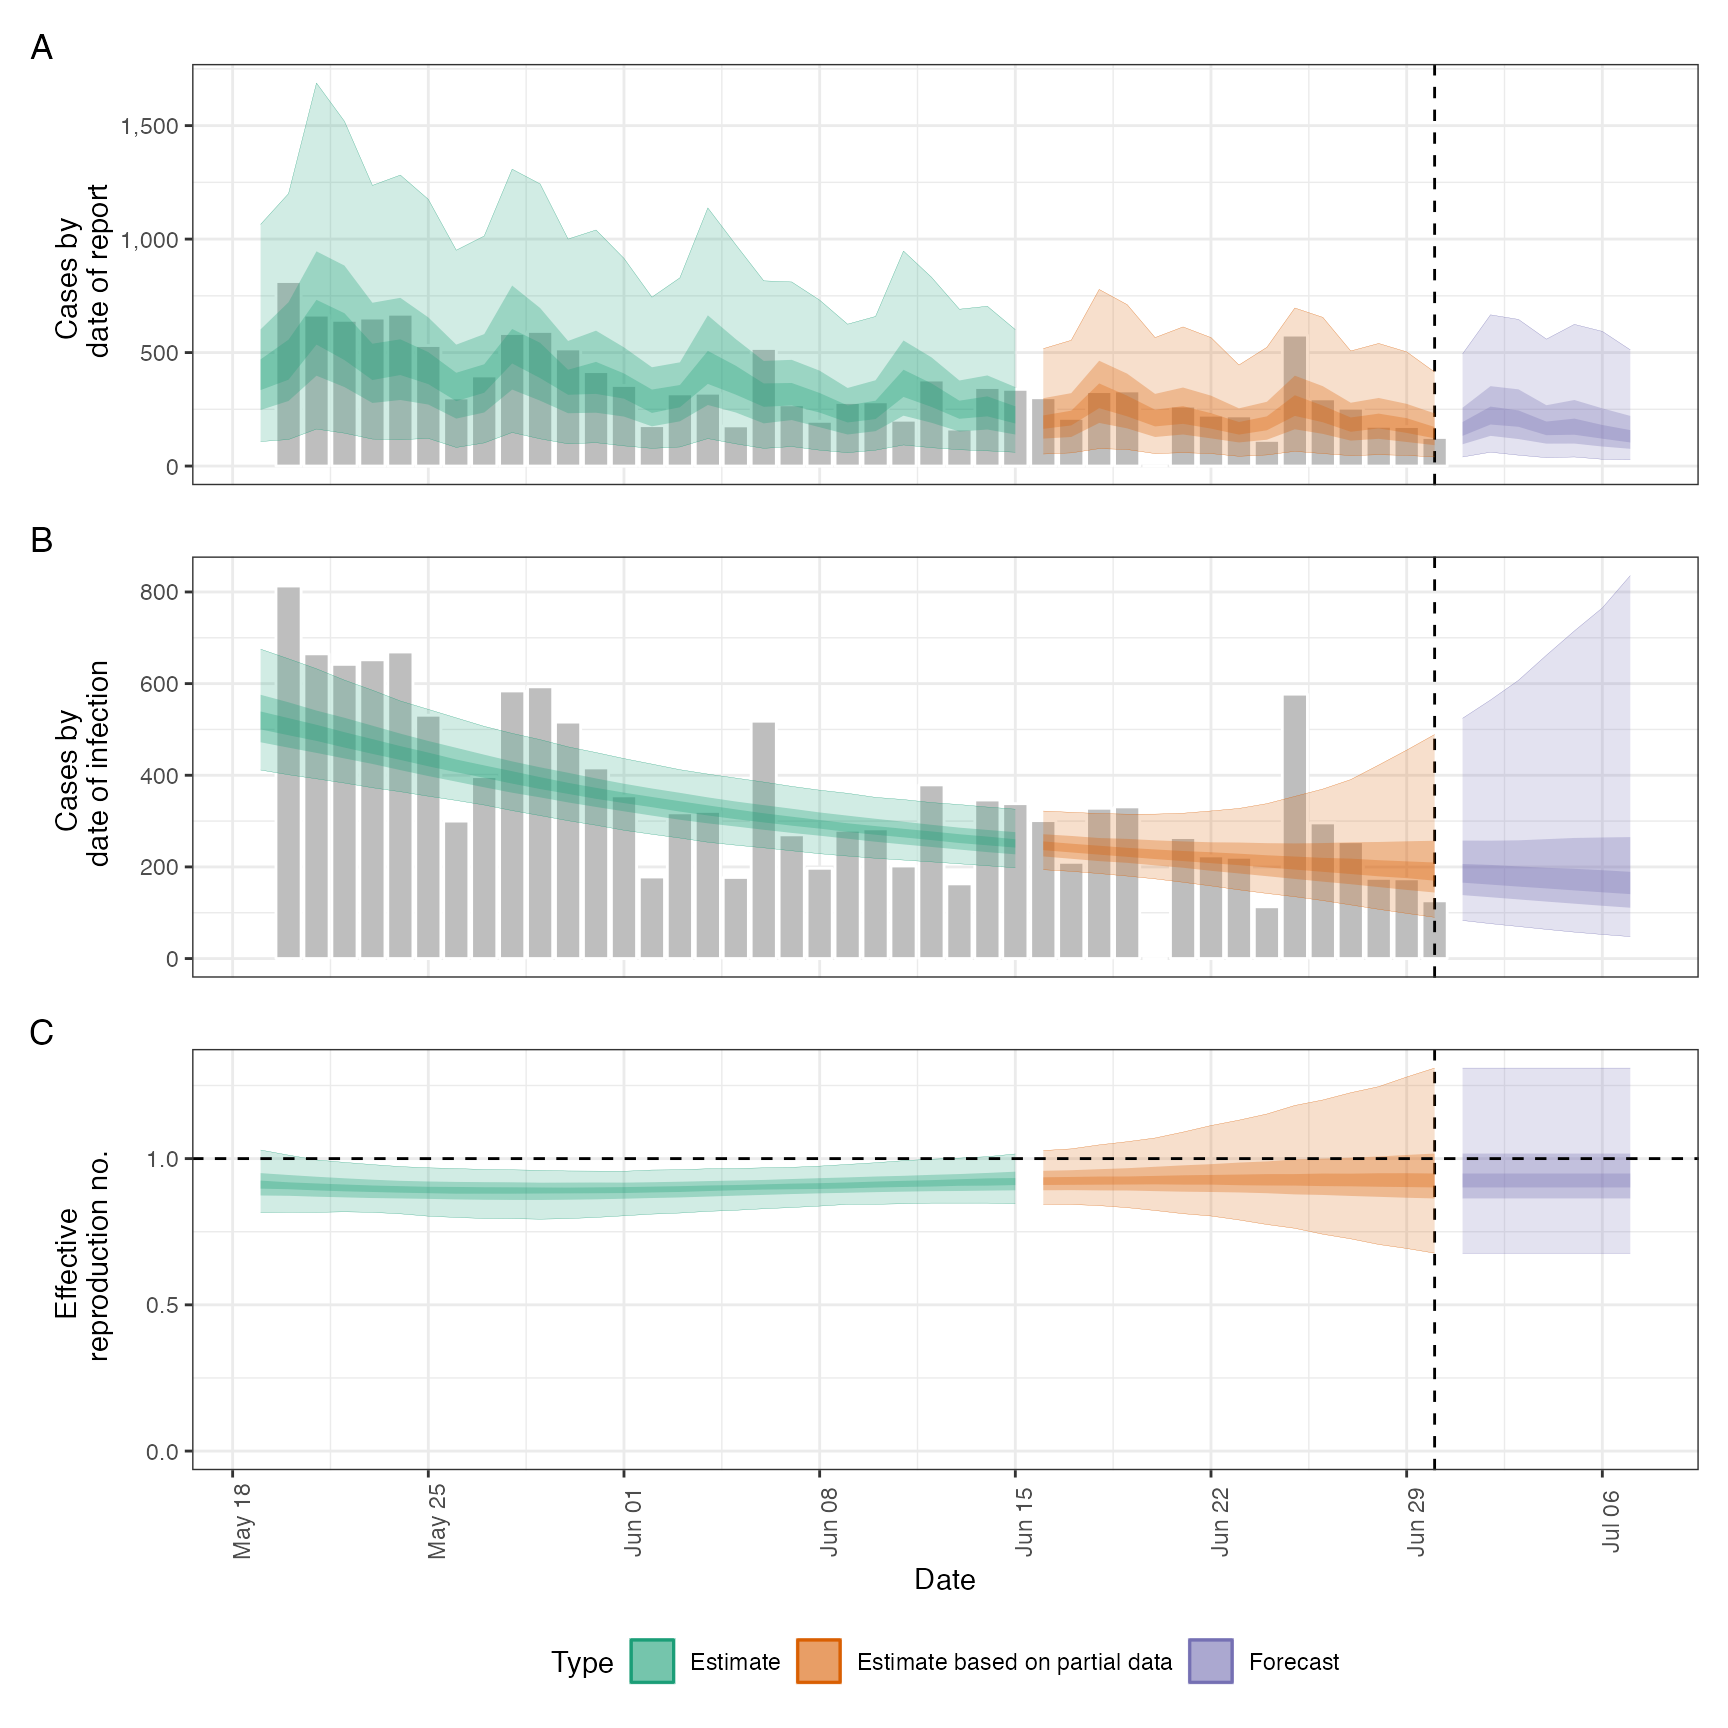 A
Cases by
date of report
1,500
1,000
500
0
B
Cases by
date of infection
800
600
400
200
0
C
Effective
reproduction no.
1.0
0.5
0.0
May 18
May 25
Jun 01
Jun 08
Jun 15
Jun 22
Jun 29
Jul 06
Date
Type Estimate Estimate based on partial data Forecast